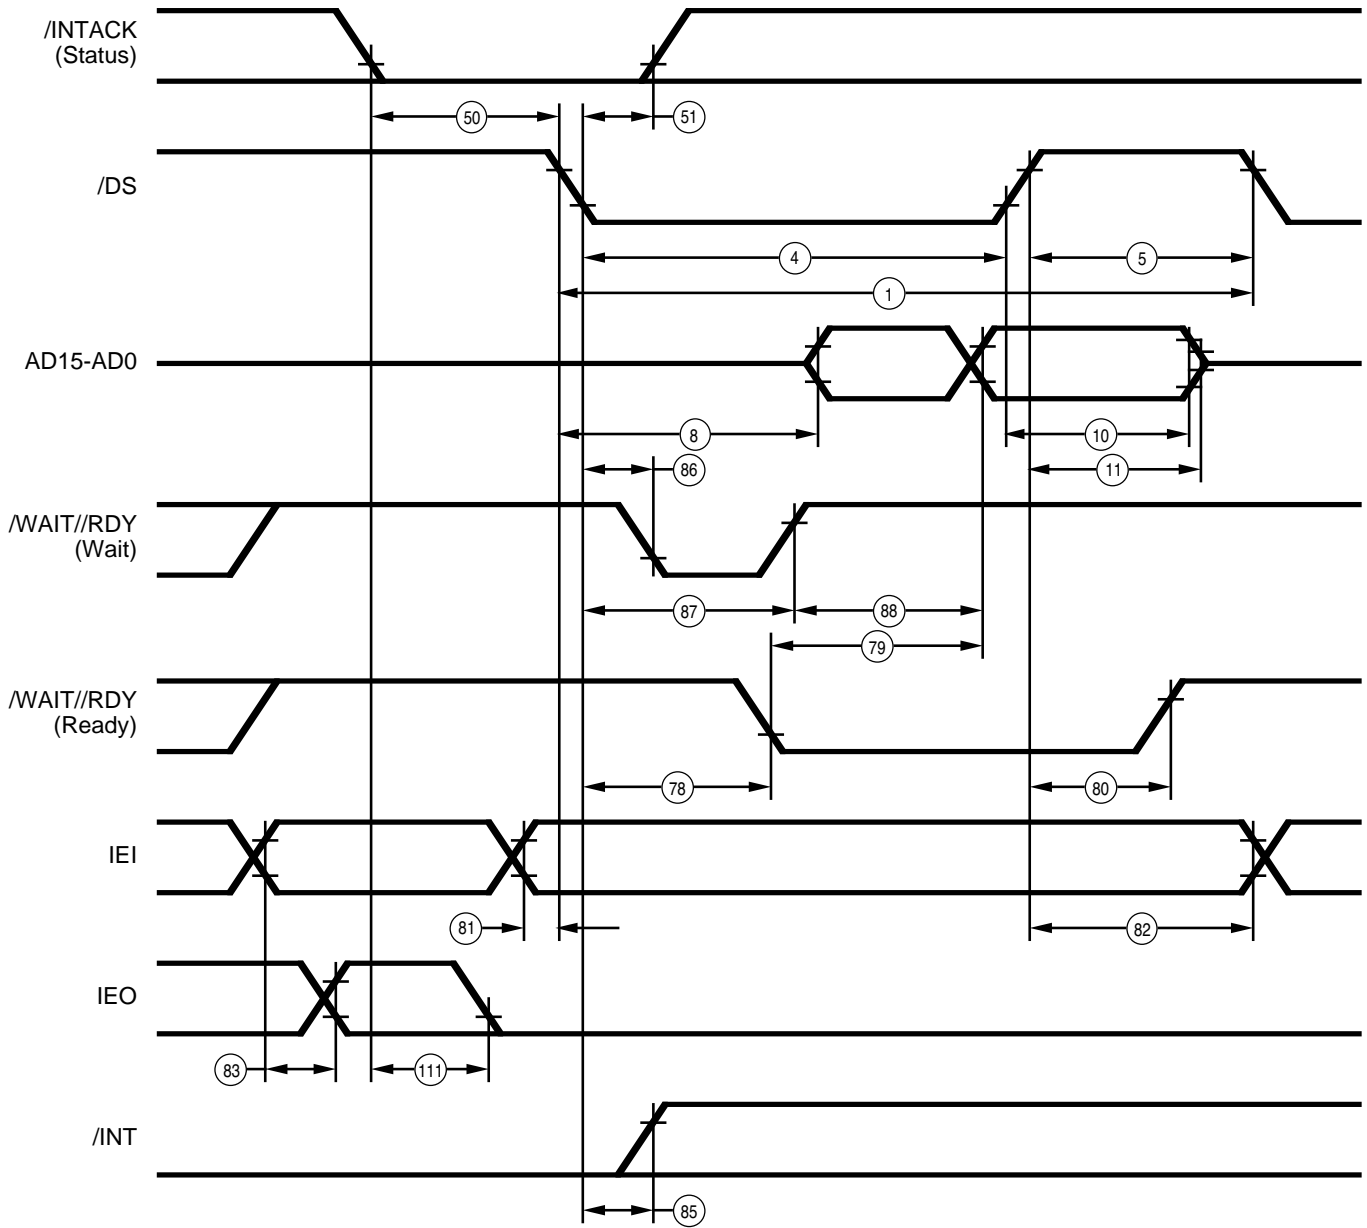 /INTACK
(Status)
50
51
/DS
4
5
1
AD15-AD0
8
10
86
11
/WAIT//RDY
(Wait)
87
88
79
/WAIT//RDY
(Ready)
78
80
IEI
81
82
IEO
83
111
/INT
85